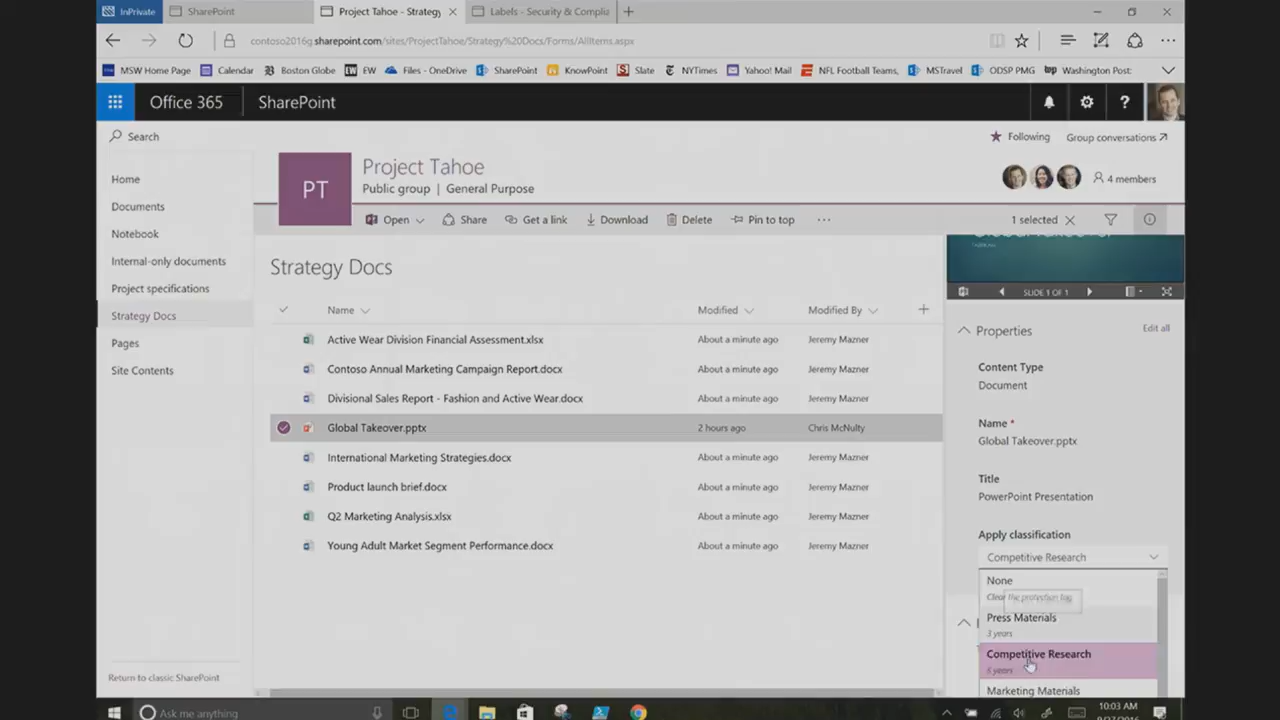 InPrivate
SharePoint
Project Tahoe - Strategy
Labels - Security & Complia
contoso2016g.sharepoint.com/sites/ProjectTahoe/Strategy%20Docs/Forms/AllItems.aspx
MSW Home Page
Calendar
Boston Globe
EW
Files - OneDrive
SharePoint
KnowPoint
Slate
NYTimes
Yahoo! Mail
NFL Football Teams,
MSTravel
ODSP PMG
Washington Post:
Office 365
SharePoint
Search
Following
Group conversations
PT
Project Tahoe
Public group | General Purpose
4 members
Home
Documents
Notebook
Internal-only documents
Project specifications
Strategy Docs
Pages
Site Contents
Return to classic SharePoint
Open
Share
Get a link
Download
Delete
Pin to top
1 selected
Strategy Docs
Name
Modified
Modified By
Active Wear Division Financial Assessment.xlsx About a minute ago Jeremy Mazner
Contoso Annual Marketing Campaign Report.docx About a minute ago Jeremy Mazner
Divisional Sales Report - Fashion and Active Wear.docx About a minute ago Jeremy Mazner
Global Takeover.pptx 2 hours ago Chris McNulty
International Marketing Strategies.docx About a minute ago Jeremy Mazner
Product launch brief.docx About a minute ago Jeremy Mazner
Q2 Marketing Analysis.xlsx About a minute ago Jeremy Mazner
Young Adult Market Segment Performance.docx About a minute ago Jeremy Mazner
SLIDE 1 OF 1
Properties
Edit all
Content Type
Document
Name *
Global Takeover.pptx
Title
PowerPoint Presentation
Apply classification
Competitive Research
None
Clear the protection tag
Press Materials
3 years
Competitive Research
6 years
Marketing Materials
Ask me anything
10:03 AM